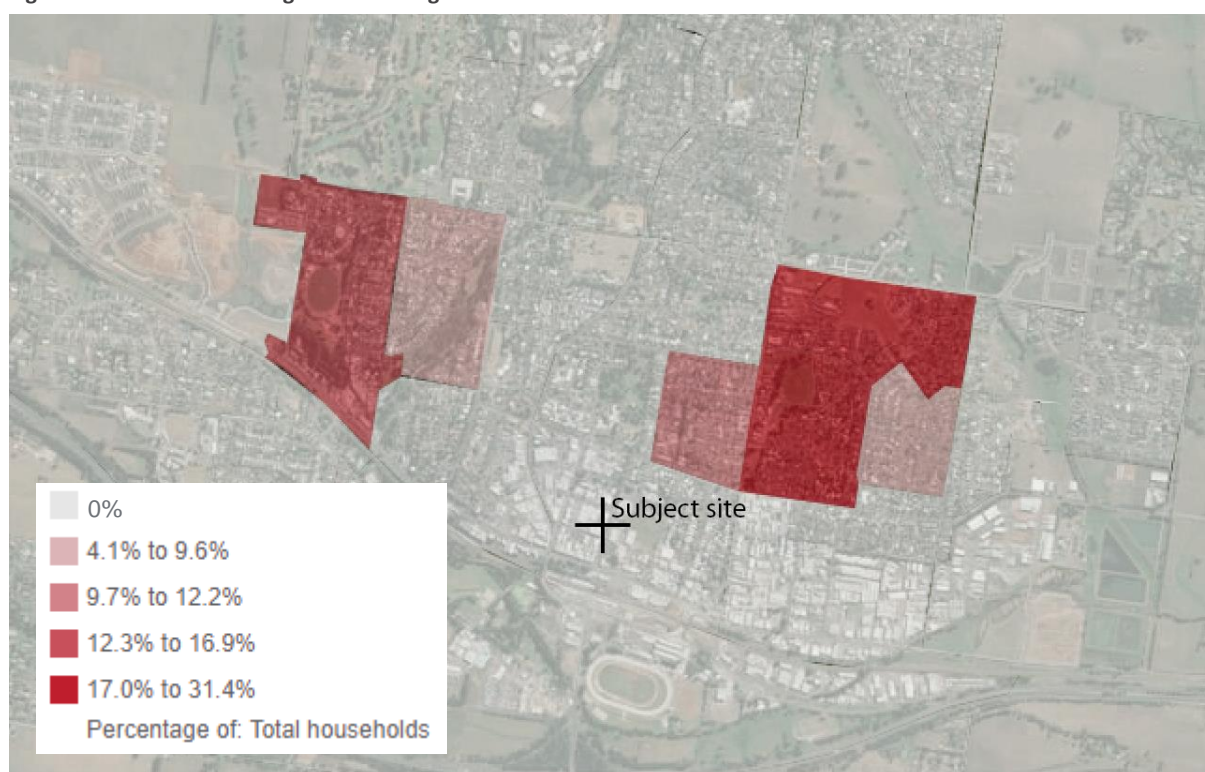 Subject site
0%
4.1% to 9.6%
9.7% to 12.2%
12.3% to 16.9%
17.0% to 31.4%
Percentage of: Total households